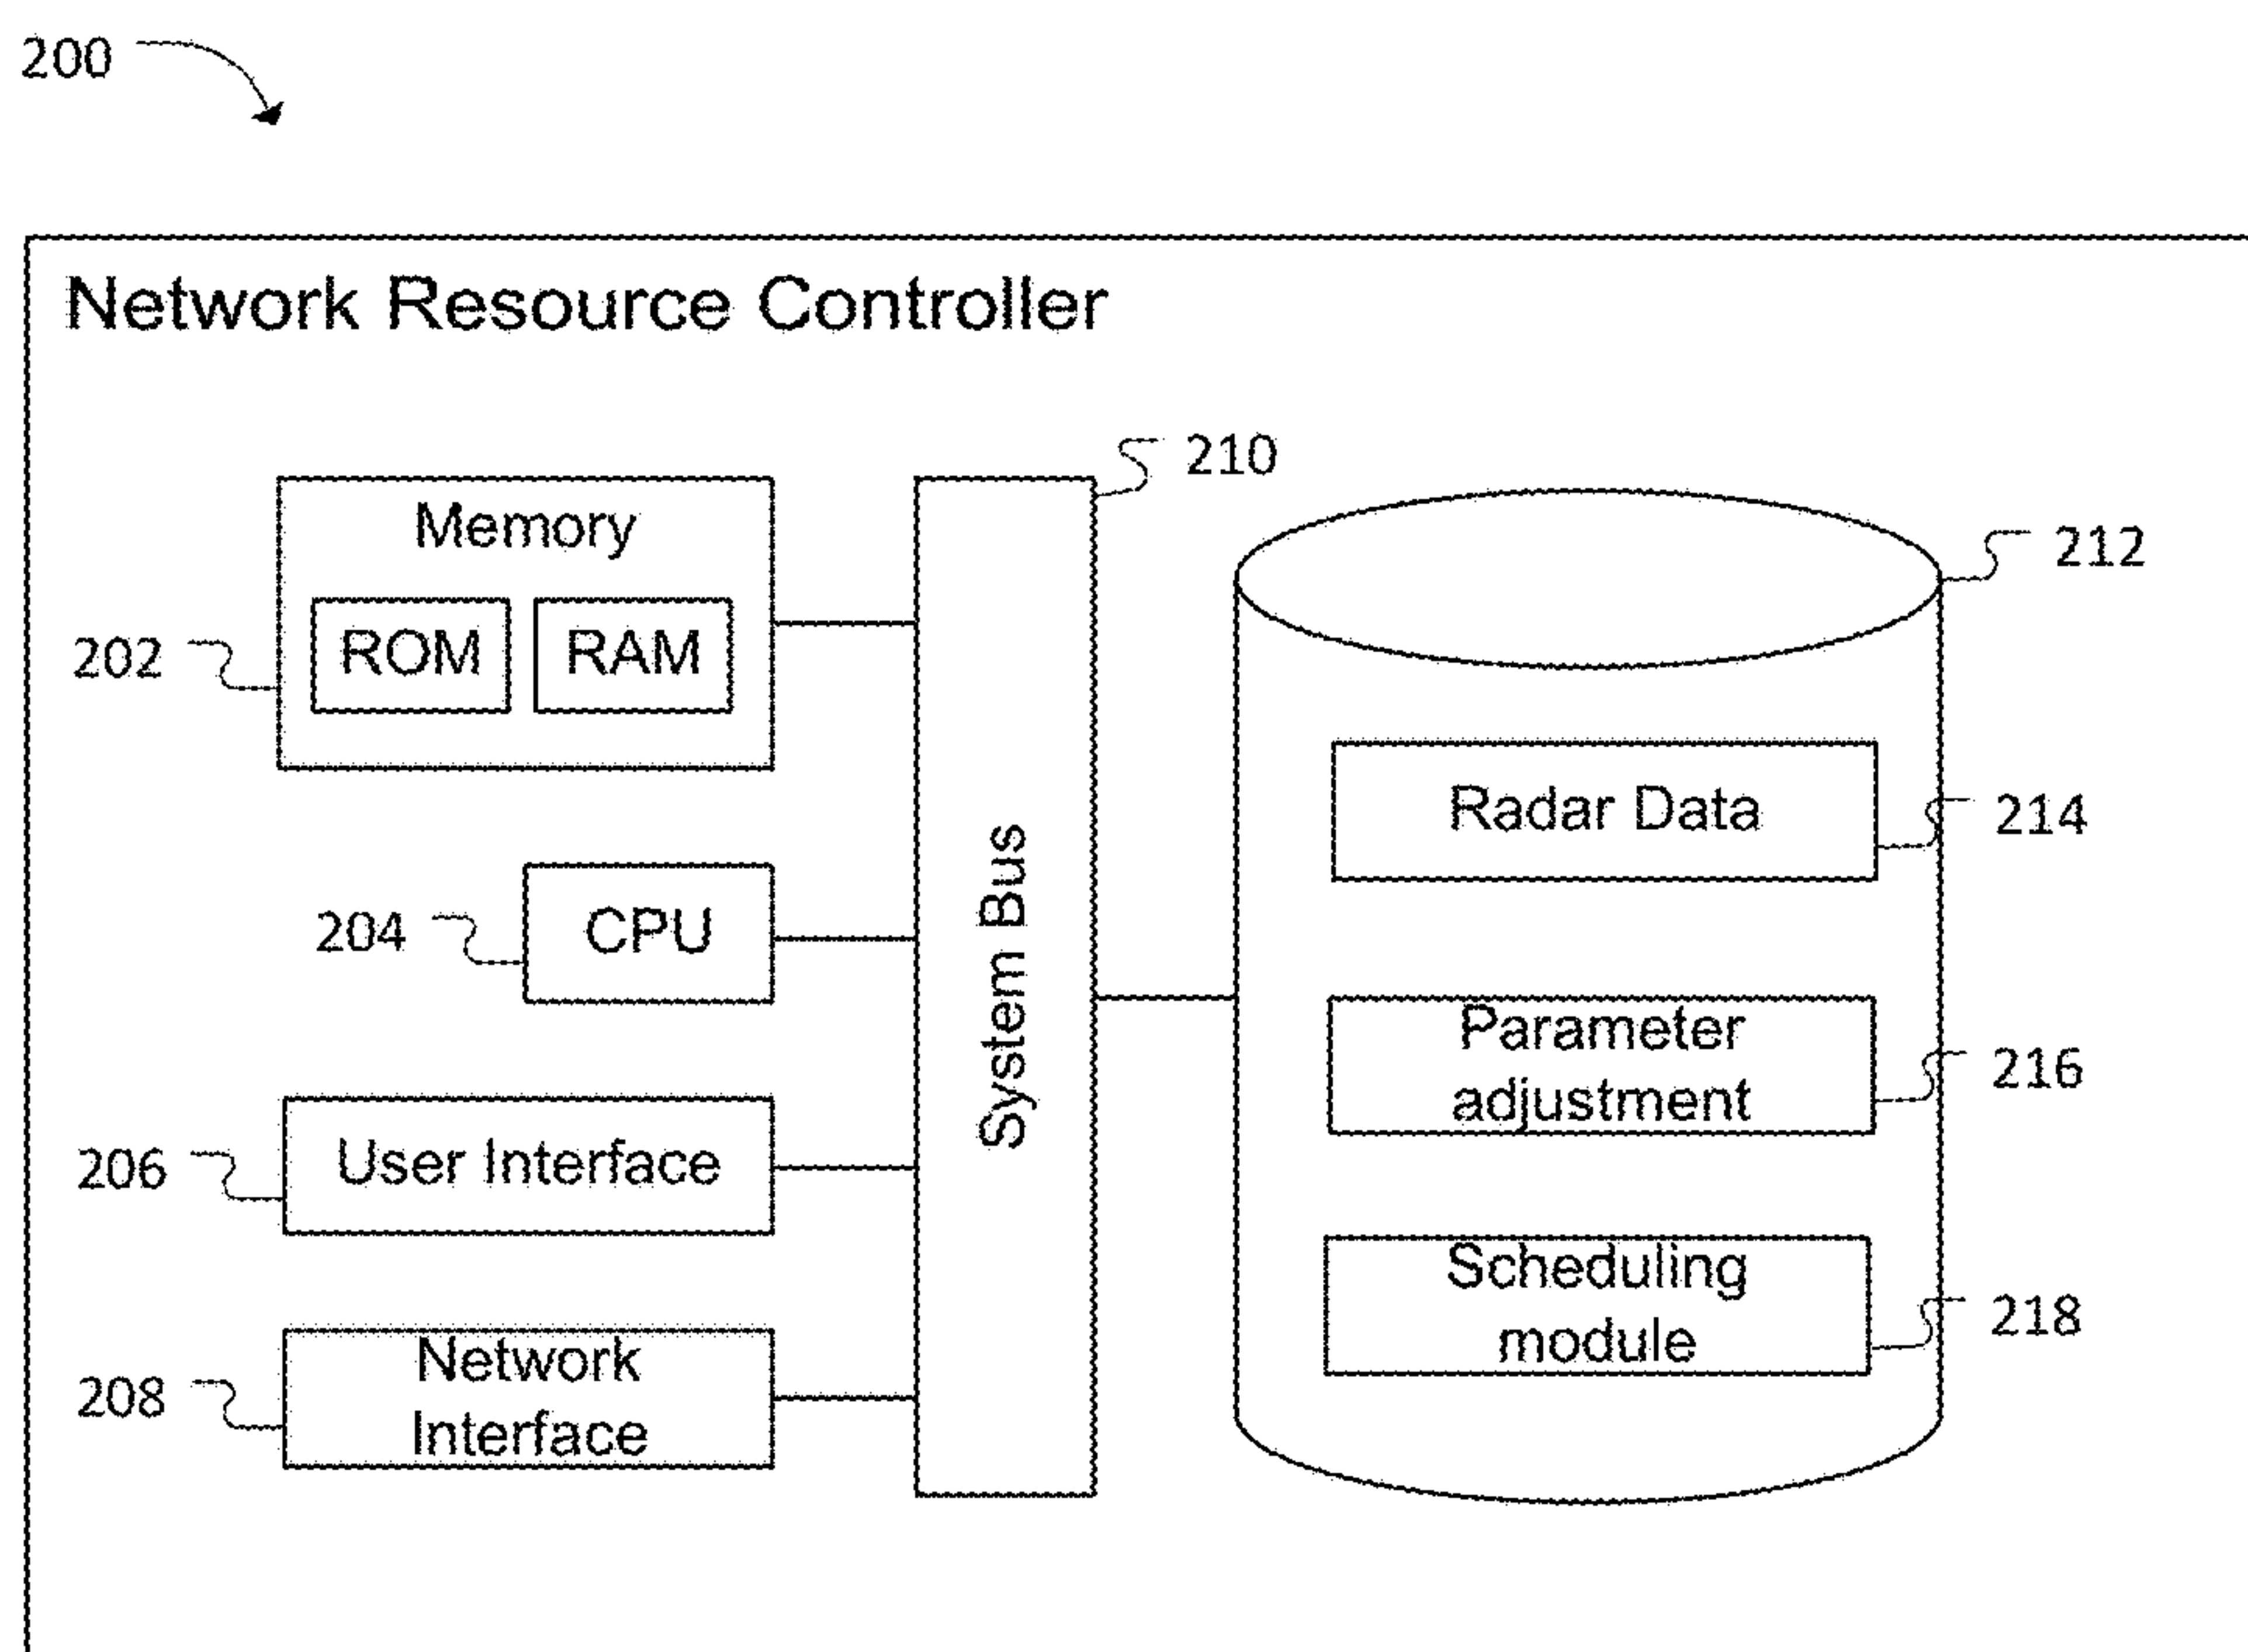 200
Network Resource Controller
210
Memory
212
ROM RAM
202
Radar Data
214
System Bus
CPU
204
Parameter
adjustment
216
User Interface
206
Scheduling
module
218
Network
Interface
208